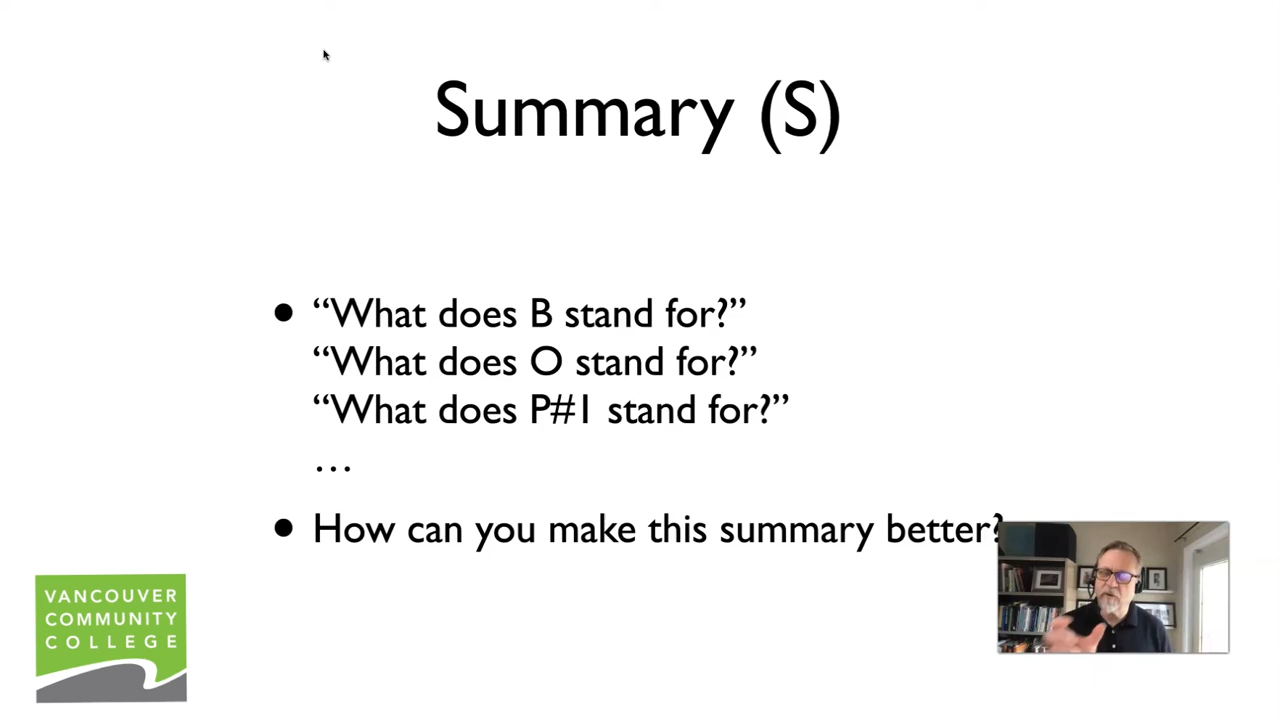 Summary (S)
• “What does B stand for?”
“What does O stand for?”
“What does P#1 stand for?”
…
• How can you make this summary better?
VANCOUVER
COMMUNITY
COLLEGE